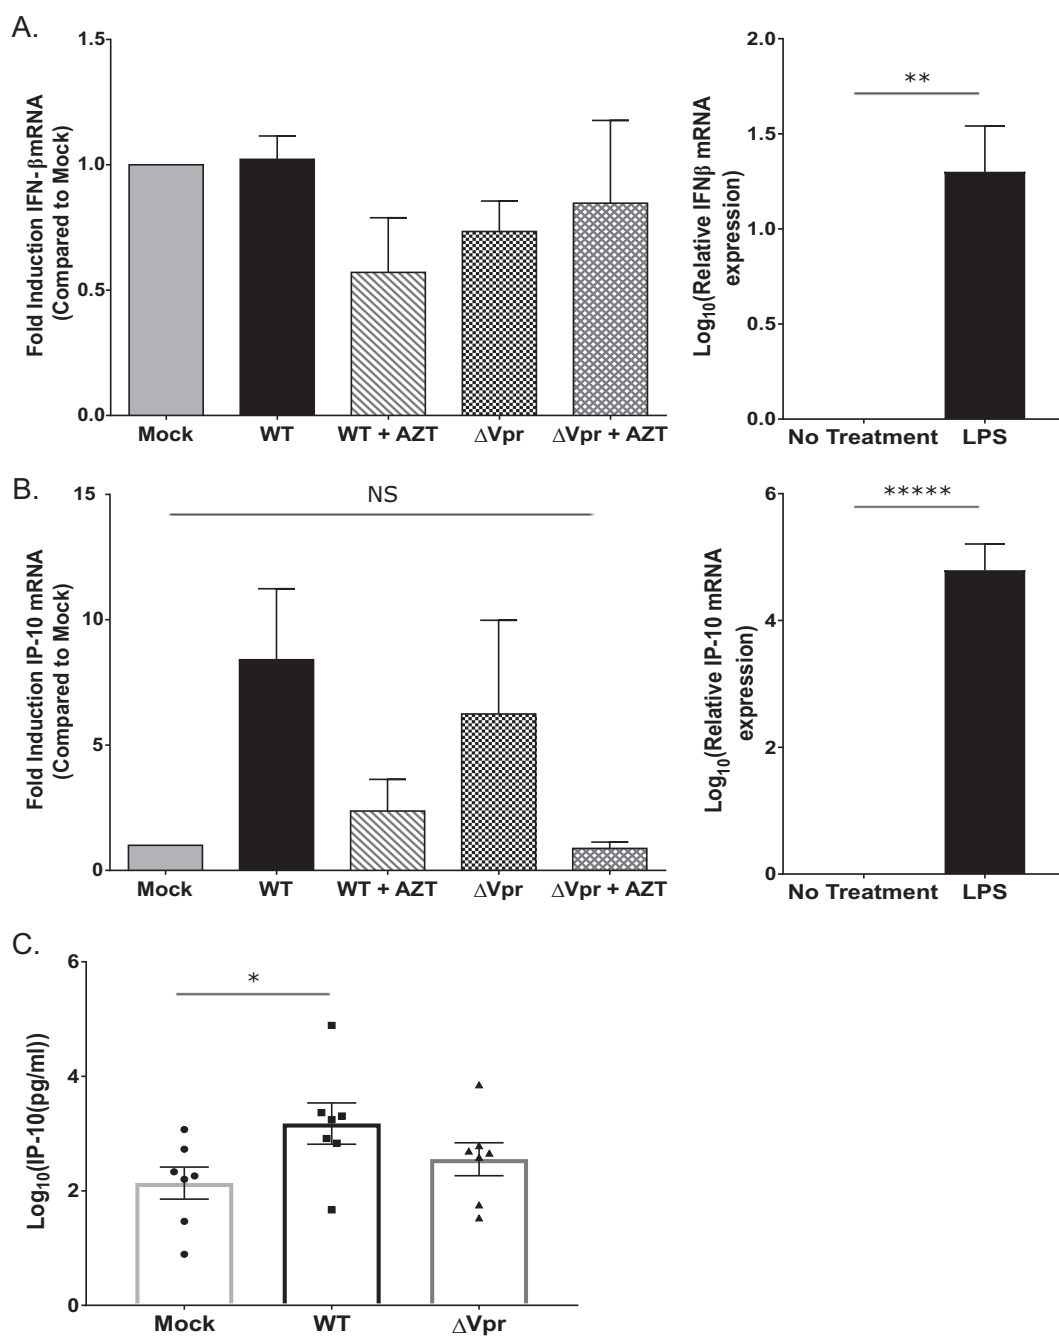 A.
Fold Induction IFN-βmRNA
(Compared to Mock)
1.5
1.0
0.5
0.0
Mock WT WT + AZT ΔVpr ΔVpr + AZT
Log10(Relative IFNβ mRNA
expression)
2.0
1.5
1.0
0.5
0.0
**
No Treatment LPS
B.
Fold Induction IP-10 mRNA
(Compared to Mock)
15
10
5
0
NS
Mock WT WT + AZT ΔVpr ΔVpr + AZT
Log10(Relative IP-10 mRNA
expression)
6
4
2
0
*****
No Treatment LPS
C.
Log10(IP-10(pg/ml))
6
4
2
0
*
Mock WT ΔVpr